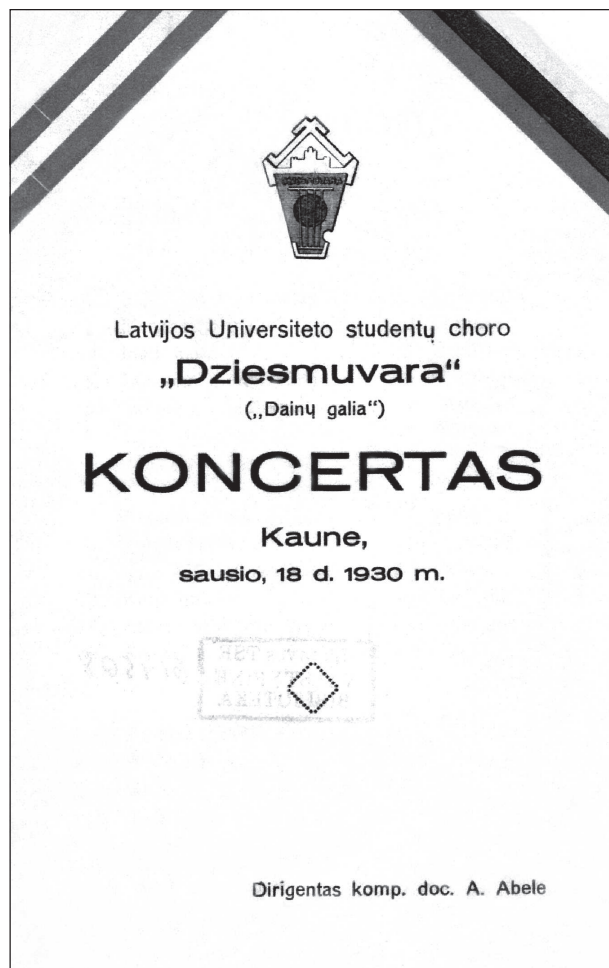 Latvijos Universiteto studentų choro
„Dziesmuvara“
(„Dainų galia“)
KONCERTAS
Kaune,
sausio, 18 d. 1930 m.
Dirigentas komp. doc. A. Abele